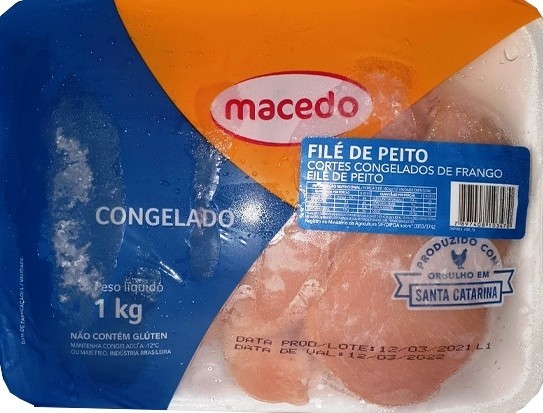 macedo
FILÉ DE PEITO
CORTES CONGELADOS DE FRANGO
FILÉ DE PEITO
CONGELADO
PRODUZIDO COM
ORGULHO EM
SANTA CATARINA
Peso líquido
1 kg
NÃO CONTÉM GLÚTEN
MANTENHA CONGELADO A -12°C
OU MAIS FRIO. INDÚSTRIA BRASILEIRA
DATA PROD/LOTE: 12/03/2021 L1
DATA DE VAL: 12/03/2022